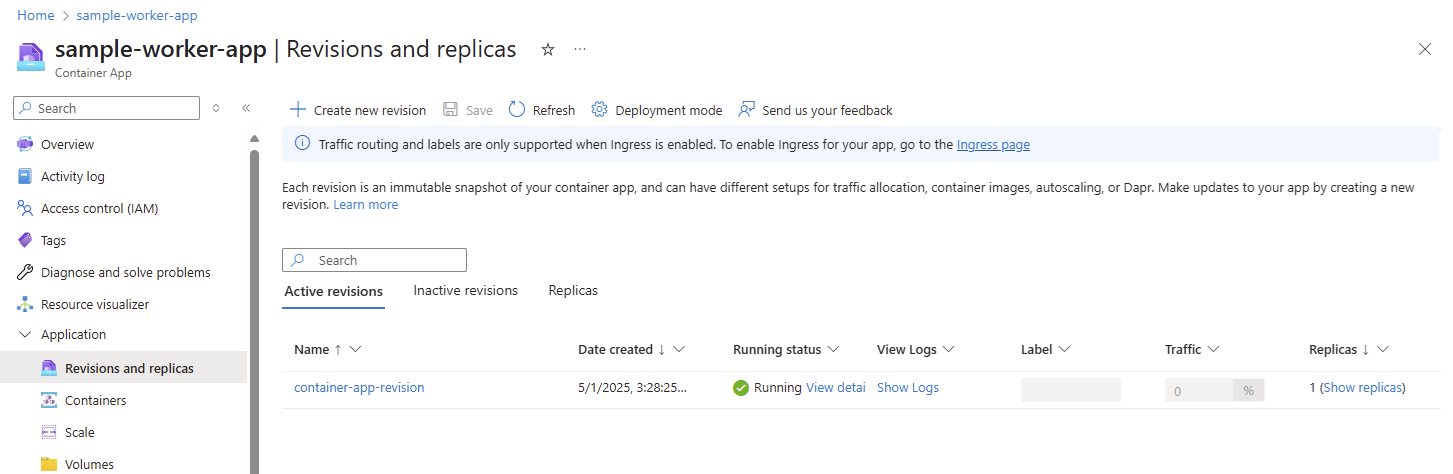 Home > sample-worker-app
sample-worker-app | Revisions and replicas
Container App
Search
Overview
Activity log
Access control (IAM)
Tags
Diagnose and solve problems
Resource visualizer
Application
Revisions and replicas
Containers
Scale
Volumes
Create new revision Save Refresh Deployment mode Send us your feedback
Traffic routing and labels are only supported when Ingress is enabled. To enable Ingress for your app, go to the Ingress page
Each revision is an immutable snapshot of your container app, and can have different setups for traffic allocation, container images, autoscaling, or Dapr. Make updates to your app by creating a new
revision. Learn more
Search
Active revisions Inactive revisions Replicas
Name ↑ Date created ↓ Running status View Logs Label Traffic Replicas ↓
container-app-revision 5/1/2025, 3:28:25... Running View detai Show Logs 0 % 1 (Show replicas)